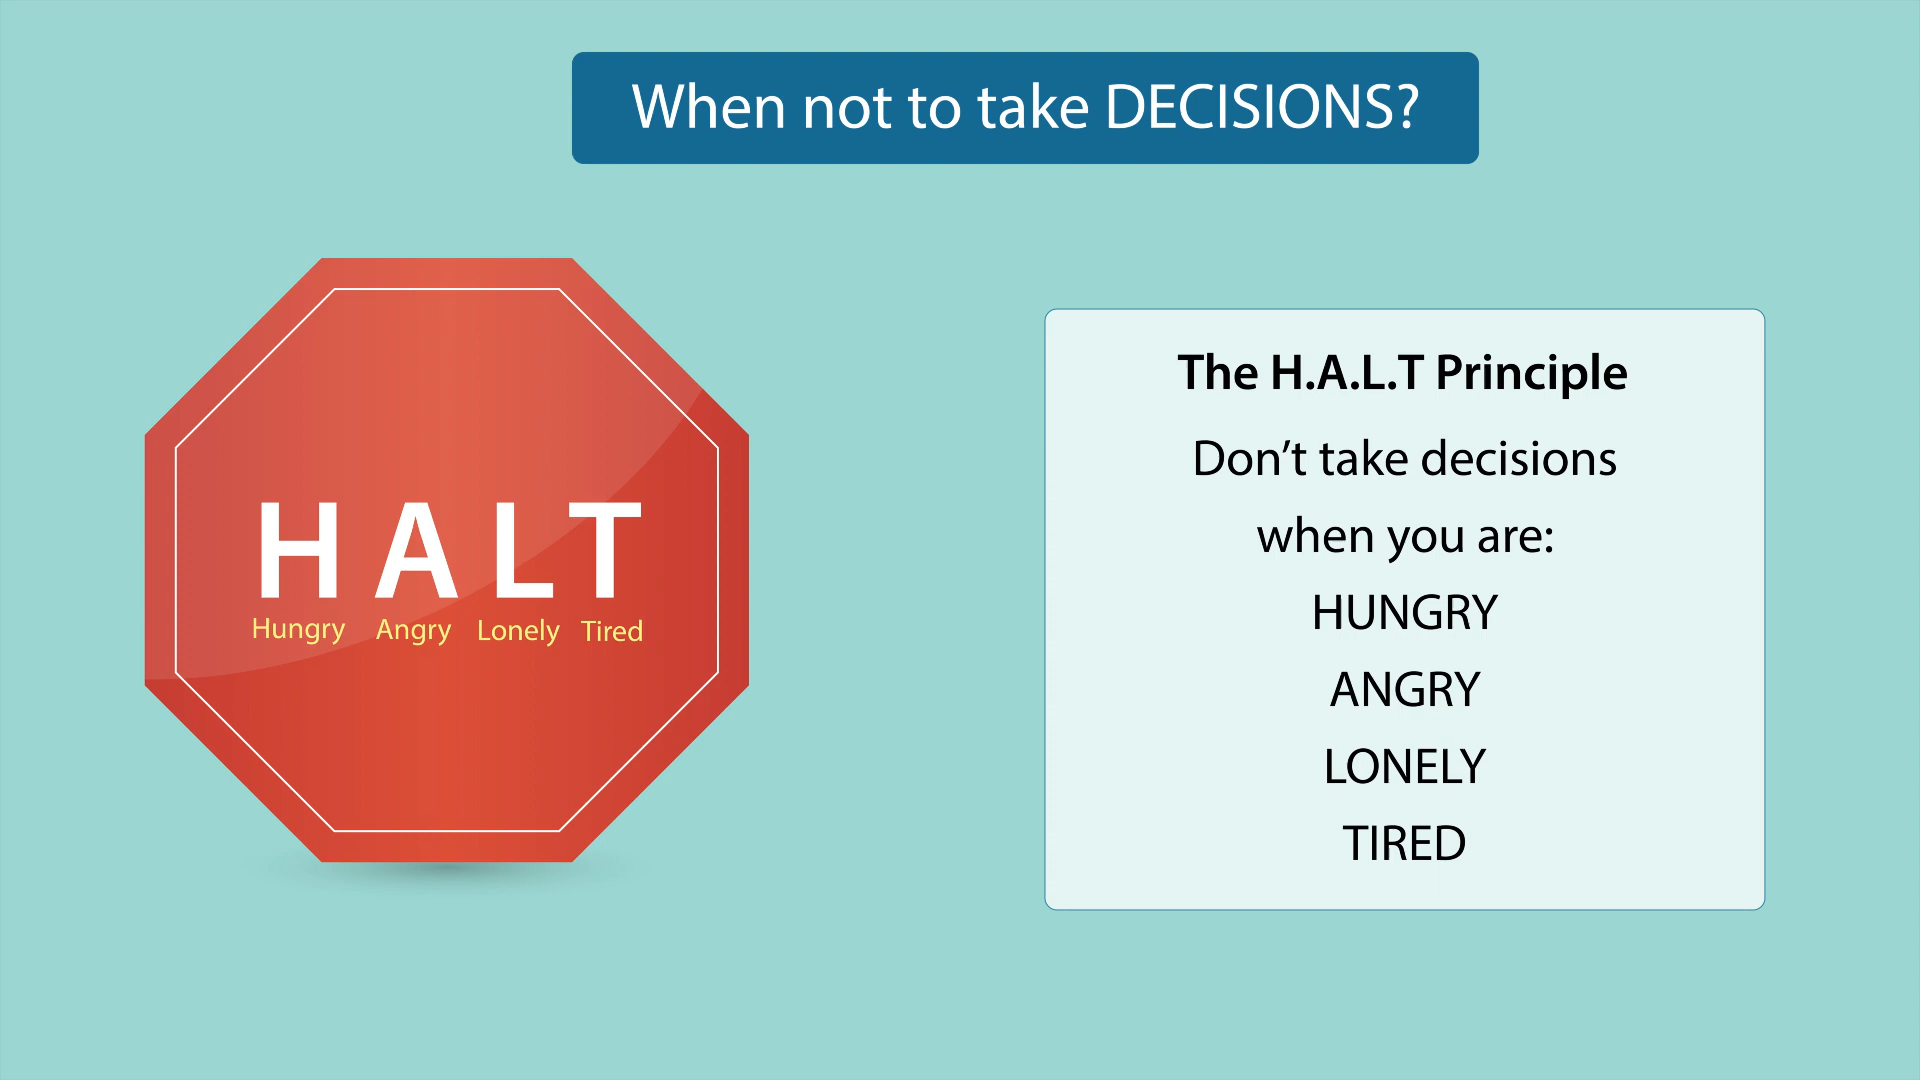 When not to take DECISIONS?
H A L T
Hungry Angry Lonely Tired
The H.A.L.T Principle
Don’t take decisions
when you are:
HUNGRY
ANGRY
LONELY
TIRED